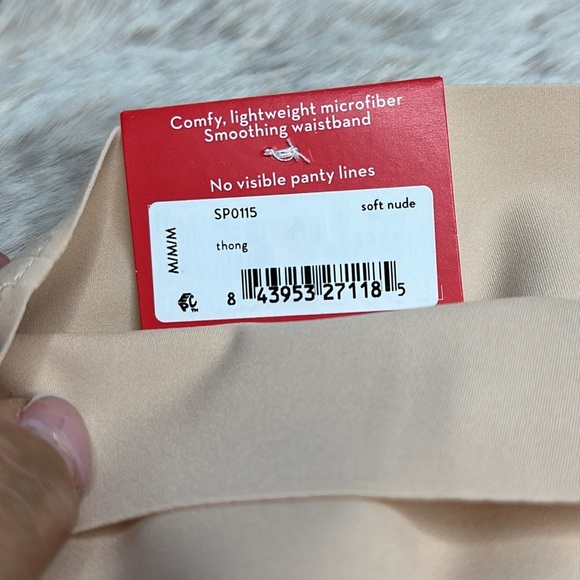 Comfy, lightweight microfiber
Smoothing waistband
No visible panty lines
SP0115 soft nude
M/M/M
thong
8 43953 27118 5